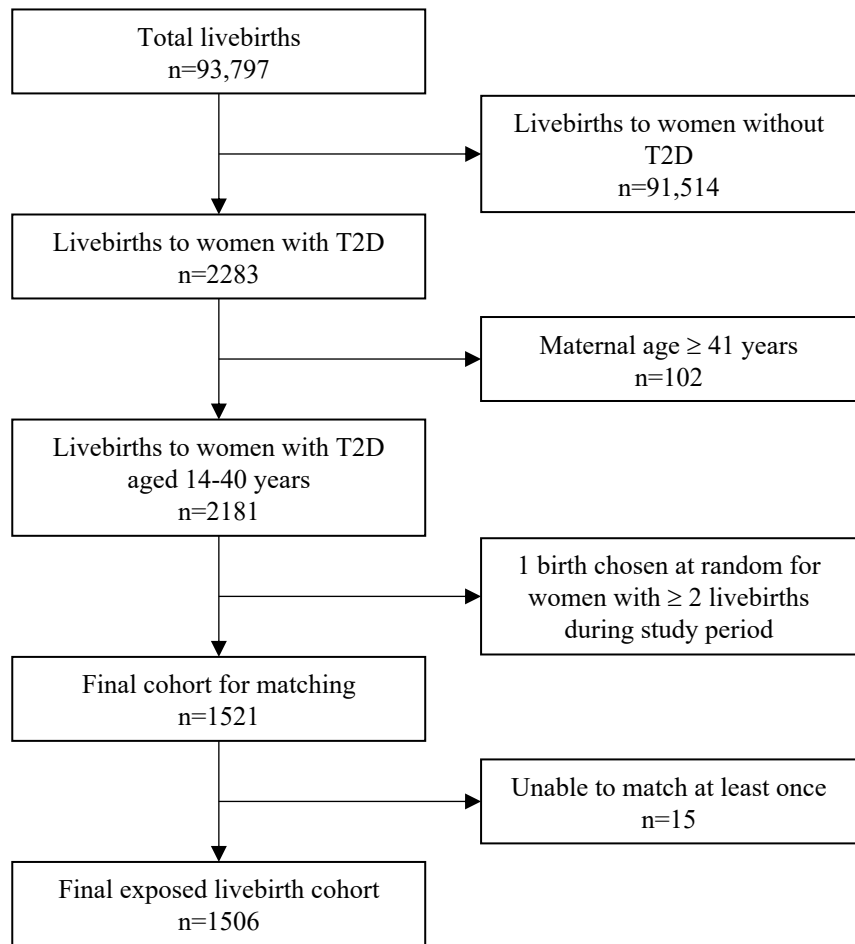 Total livebirths
n=93,797
Livebirths to women without
T2D
n=91,514
Livebirths to women with T2D
n=2283
Maternal age ≥ 41 years
n=102
Livebirths to women with T2D
aged 14-40 years
n=2181
1 birth chosen at random for
women with ≥ 2 livebirths
during study period
Final cohort for matching
n=1521
Unable to match at least once
n=15
Final exposed livebirth cohort
n=1506